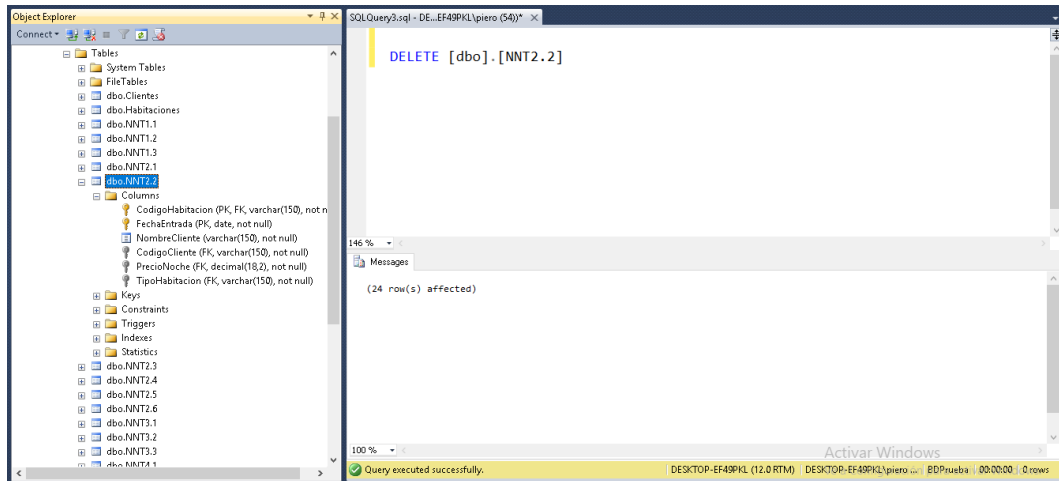 Object Explorer
Connect
Tables
System Tables
FileTables
dbo.Clientes
dbo.Habitaciones
dbo.NNT1.1
dbo.NNT1.2
dbo.NNT1.3
dbo.NNT2.1
dbo.NNT2.2
Columns
CodigoHabitacion (PK, FK, varchar(150), not n
FechaEntrada (PK, date, not null)
NombreCliente (varchar(150), not null)
CodigoCliente (FK, varchar(150), not null)
PrecioNoche (FK, decimal(18,2), not null)
TipoHabitacion (FK, varchar(150), not null)
Keys
Constraints
Triggers
Indexes
Statistics
dbo.NNT2.3
dbo.NNT2.4
dbo.NNT2.5
dbo.NNT2.6
dbo.NNT3.1
dbo.NNT3.2
dbo.NNT3.3
dbo.NNT4.1
SQLQuery3.sql - DE...EF49PKL\piero (54))*
DELETE [dbo].[NNT2.2]
146 %
Messages
(24 row(s) affected)
100 %
Activar Windows
Query executed successfully.
DESKTOP-EF49PKL (12.0 RTM)
DESKTOP-EF49PKL\piero ...
BDPrueba
00:00:00
0 rows